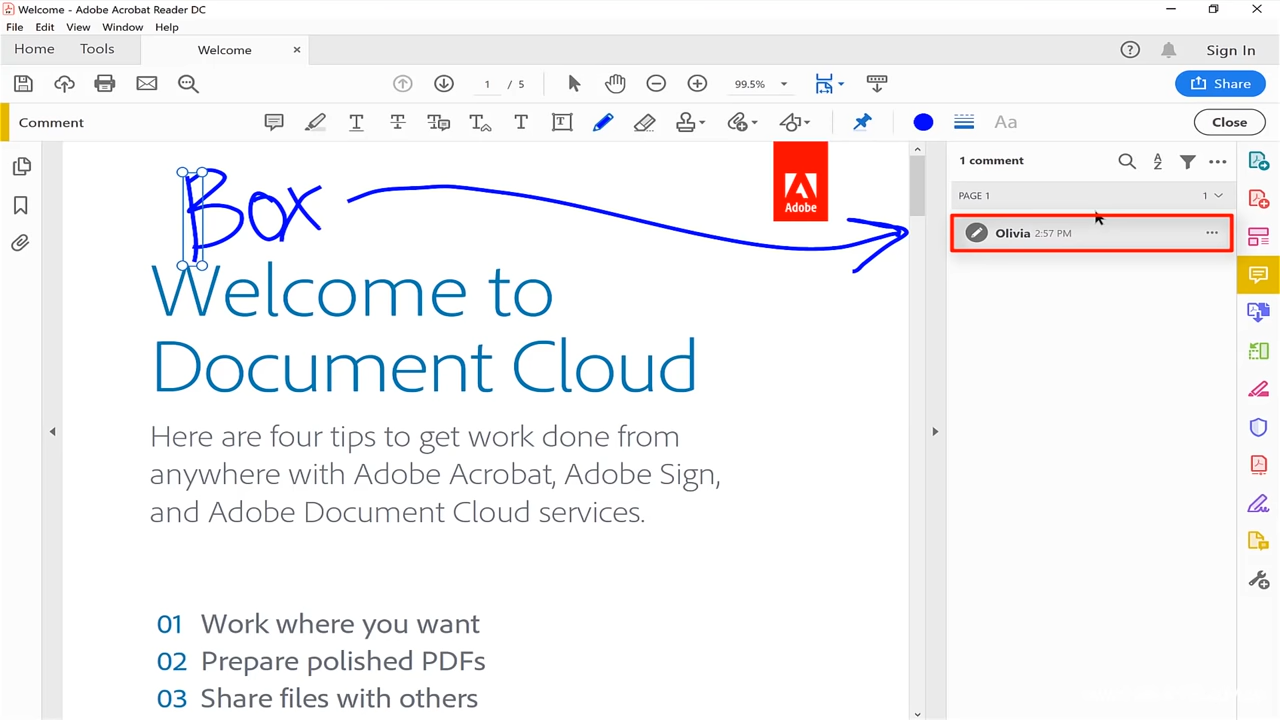 Welcome - Adobe Acrobat Reader DC
File Edit View Window Help
Home Tools Welcome Sign In
1 / 5 99.5% Share
Comment Aa Close
Box
Adobe
1 comment
PAGE 1 1
Olivia 2:57 PM
Welcome to
Document Cloud
Here are four tips to get work done from
anywhere with Adobe Acrobat, Adobe Sign,
and Adobe Document Cloud services.
01 Work where you want
02 Prepare polished PDFs
03 Share files with others